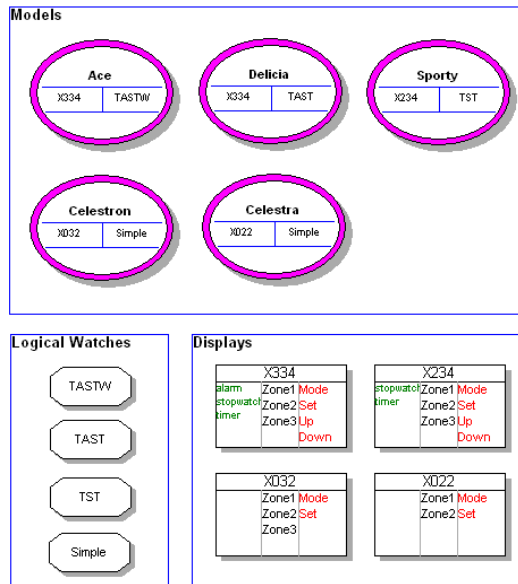 Models
Ace
X334 TASTW
Delicia
X334 TAST
Sporty
X234 TST
Celestron
X032 Simple
Celestra
X022 Simple
Logical Watches
TASTW
TAST
TST
Simple
Displays
X334
alarm Zone1 Mode
stopwatch Zone2 Set
timer Zone3 Up
Down
X234
stopwatch Zone1 Mode
timer Zone2 Set
Zone3 Up
Down
X032
Zone1 Mode
Zone2 Set
Zone3
X022
Zone1 Mode
Zone2 Set